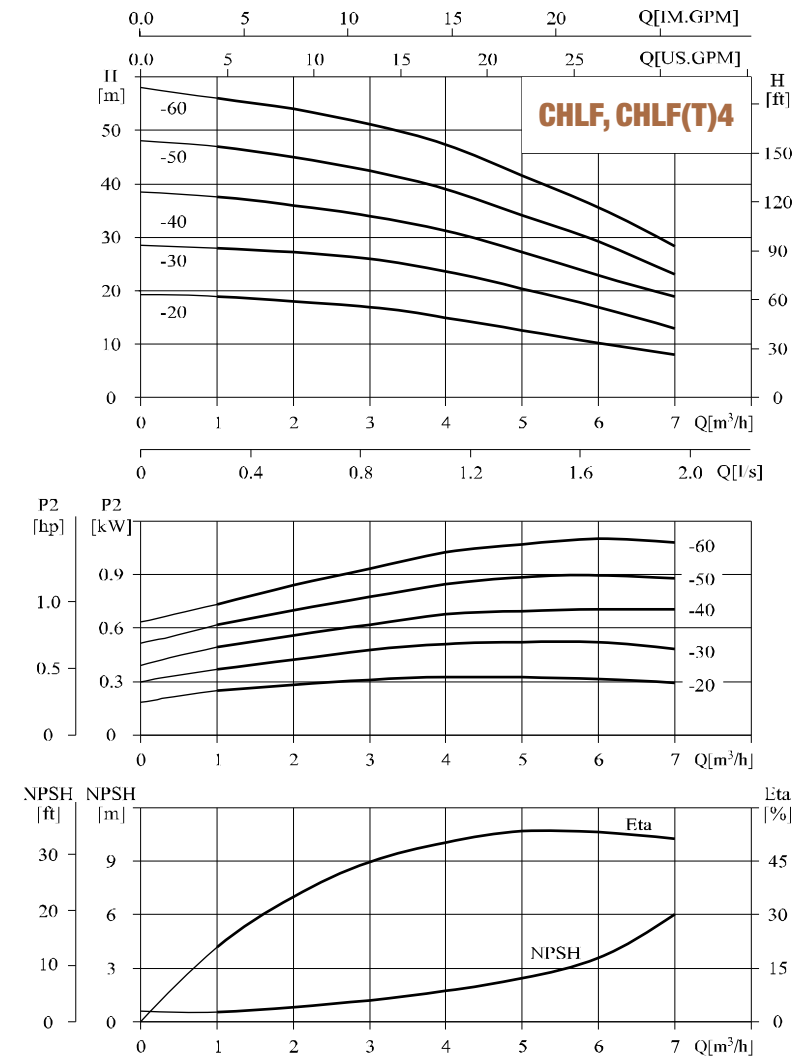 0.0 5 10 15 20 Q[IM.GPM]
0.0 5 10 15 20 25 Q[US.GPM]
H
[m]
H
[ft]
CHLF, CHLF(T)4
-60
50
-50
150
40
120
-40
30
90
-30
20
60
-20
10
30
0
0
0 1 2 3 4 5 6 7 Q[m³/h]
0 0.4 0.8 1.2 1.6 2.0 Q[l/s]
P2 P2
[hp] [kW]
-60
0.9
-50
1.0
-40
0.6
-30
0.5
0.3
-20
0 0
0 1 2 3 4 5 6 7 Q[m³/h]
NPSH NPSH Eta
[ft] [m] [%]
Eta
30 9 45
20 6 30
NPSH
10 3 15
0 0 0
0 1 2 3 4 5 6 7 Q[m³/h]